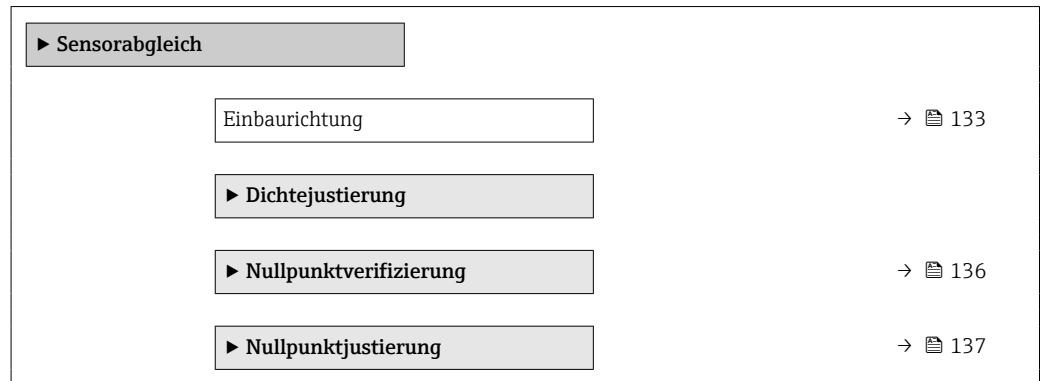 ▶ Sensorabgleich
Einbaurichtung → 133
▶ Dichtejustierung
▶ Nullpunktverifizierung → 136
▶ Nullpunktjustierung → 137